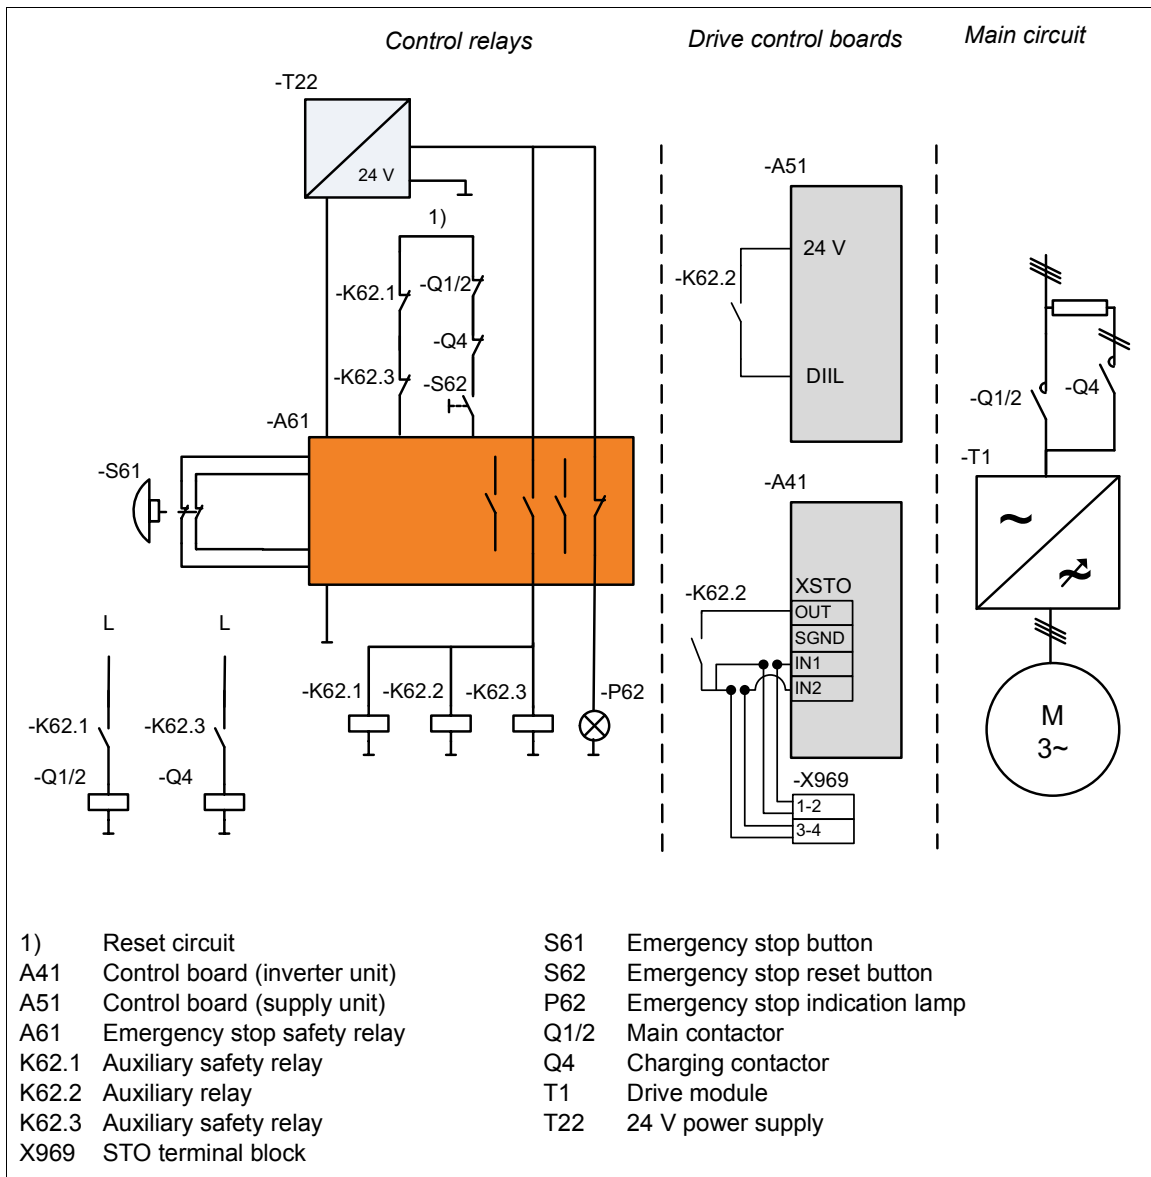 Control relays
Drive control boards
Main circuit
-T22
24 V
1)
-K62.1
-Q1/2
-Q4
-K62.3
-S62
-A61
-S61
-A51
24 V
-K62.2
DIIL
-Q1/2
-Q4
-T1
-A41
XSTO
-K62.2
OUT
SGND
IN1
IN2
L
L
-K62.1
-K62.2
-K62.3
-P62
-K62.1
-K62.3
-Q1/2
-Q4
M
3~
-X969
1-2
3-4
1) Reset circuit
A41 Control board (inverter unit)
A51 Control board (supply unit)
A61 Emergency stop safety relay
K62.1 Auxiliary safety relay
K62.2 Auxiliary relay
K62.3 Auxiliary safety relay
X969 STO terminal block
S61 Emergency stop button
S62 Emergency stop reset button
P62 Emergency stop indication lamp
Q1/2 Main contactor
Q4 Charging contactor
T1 Drive module
T22 24 V power supply